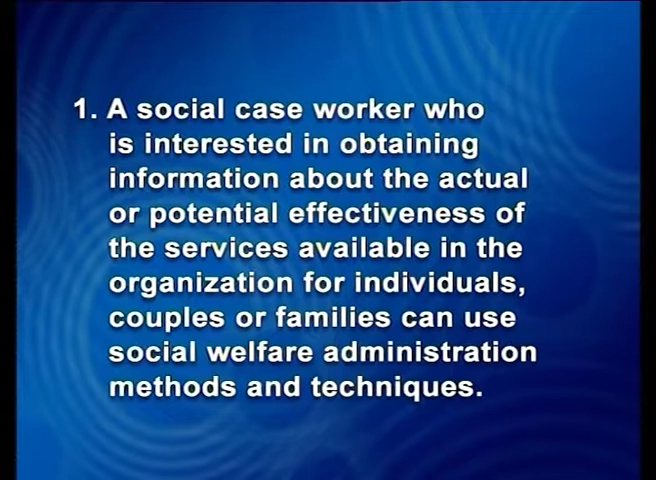 1. A social case worker who
is interested in obtaining
information about the actual
or potential effectiveness of
the services available in the
organization for individuals,
couples or families can use
social welfare administration
methods and techniques.